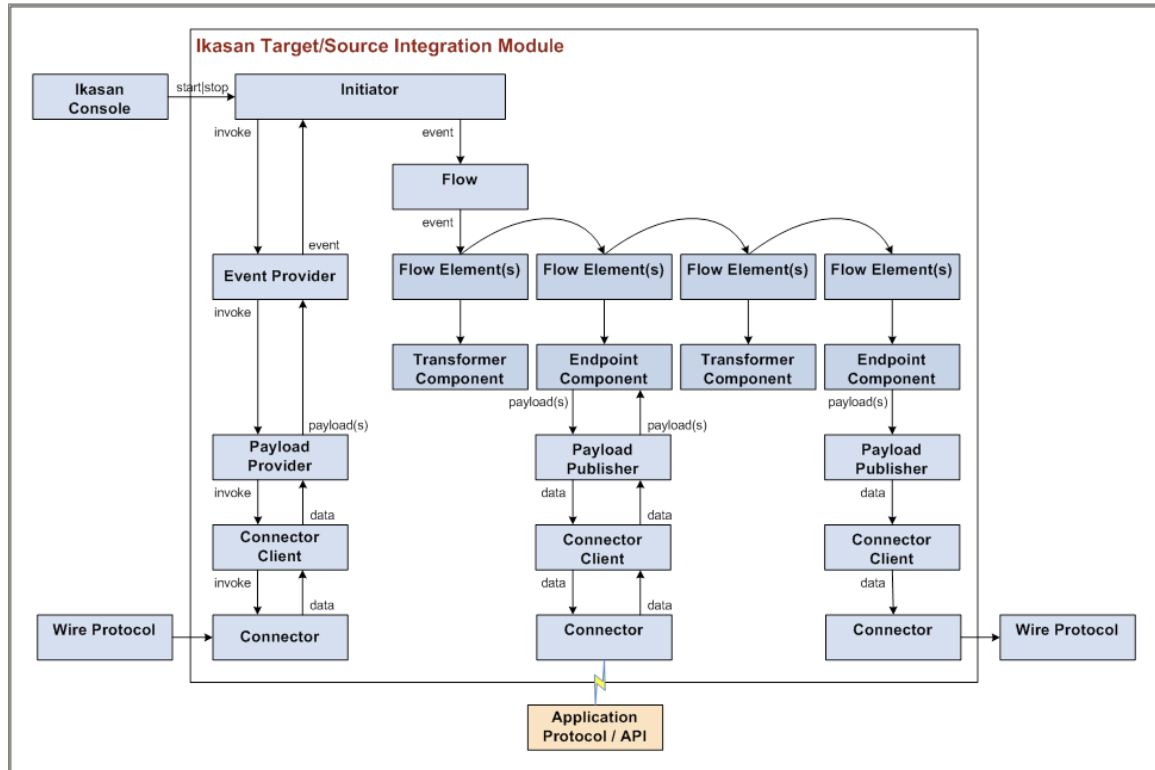 Ikasan Target/Source Integration Module
Ikasan
Console
start|stop
Initiator
invoke
event
Flow
event
event
Event Provider
Flow Element(s)
Flow Element(s)
Flow Element(s)
Flow Element(s)
invoke
Transformer
Component
Endpoint
Component
Transformer
Component
Endpoint
Component
payload(s)
payload(s)
payload(s)
payload(s)
payload(s)
Payload
Provider
Payload
Publisher
Payload
Publisher
invoke
data
data
data
data
Connector
Client
Connector
Client
Connector
Client
invoke
data
data
data
data
Wire Protocol
Connector
Connector
Connector
Wire Protocol
Application
Protocol / API